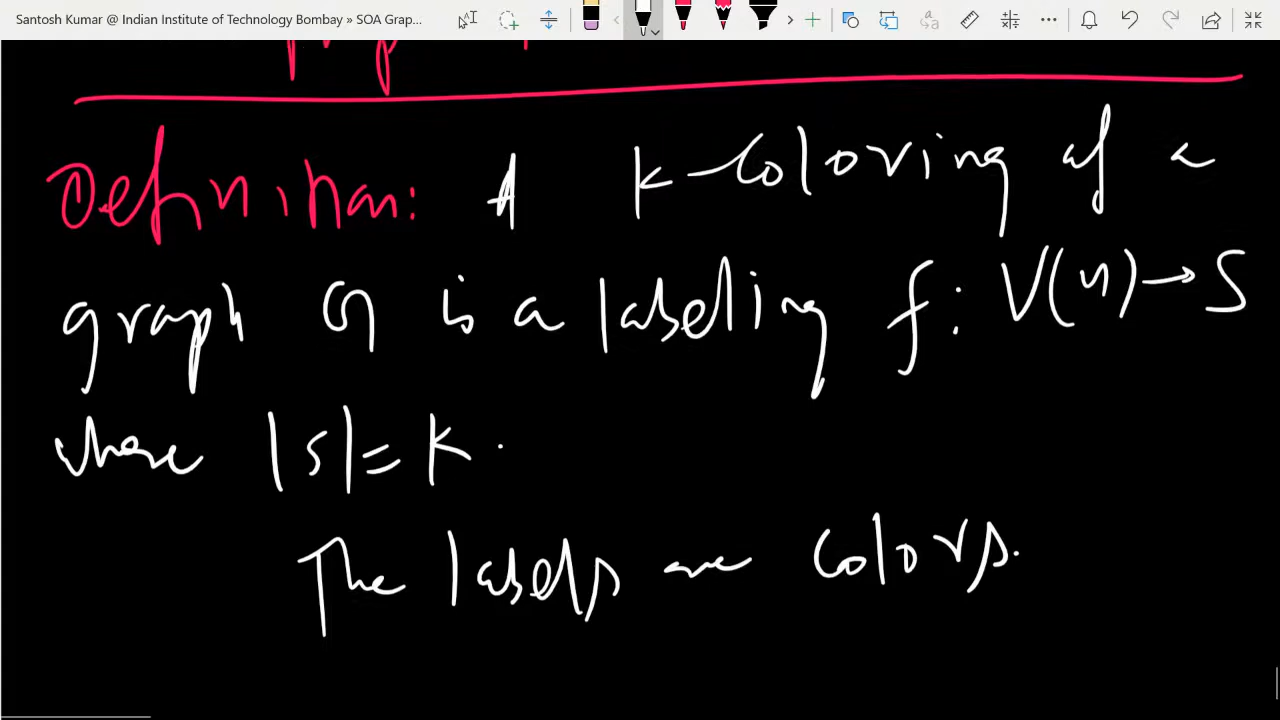 Santosh Kumar @ Indian Institute of Technology Bombay » SOA Grap...
Definition: A k-coloring of a
graph G is a labeling f: V(n) → S
where |S| = k.
The labels are colors.